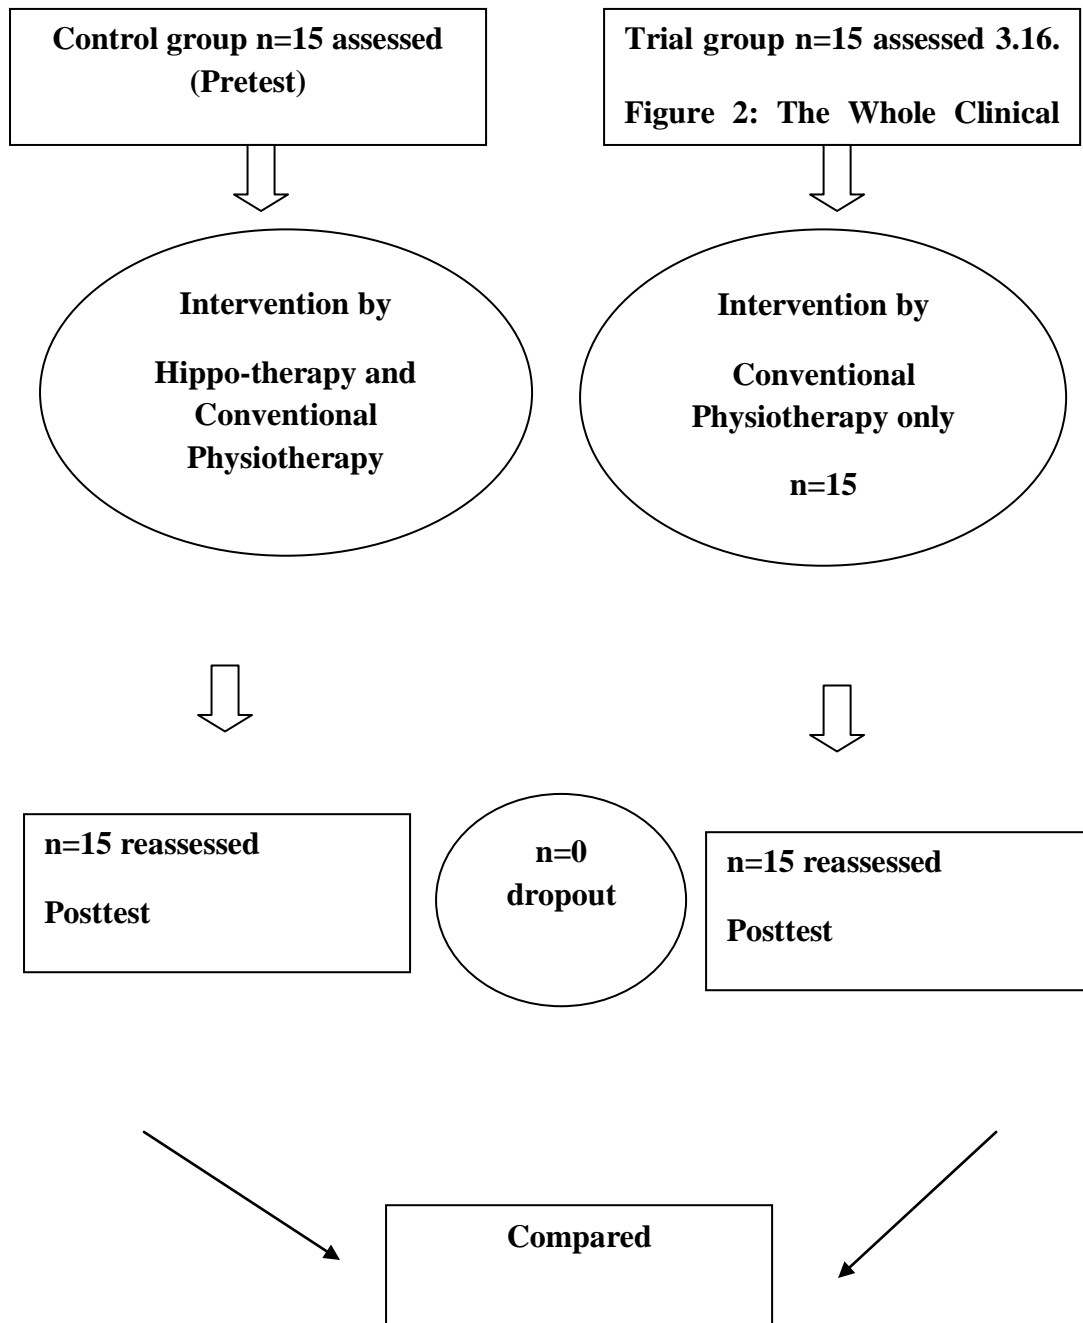 Control group n=15 assessed
(Pretest)
Trial group n=15 assessed 3.16.
Figure 2: The Whole Clinical
Intervention by
Hippo-therapy and
Conventional
Physiotherapy
Intervention by
Conventional
Physiotherapy only
n=15
n=15 reassessed
Posttest
n=0
dropout
n=15 reassessed
Posttest
Compared